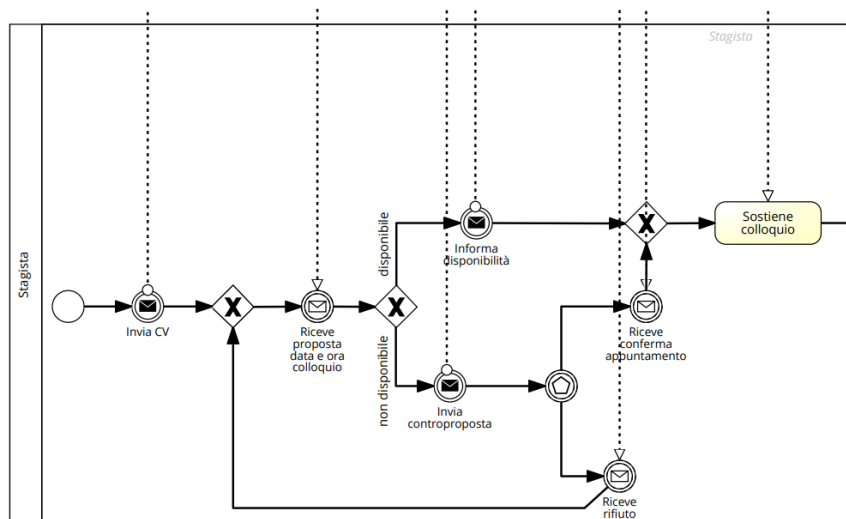 Stagista
Stagista
Invia CV
Riceve
proposta
data e ora
colloquio
disponibile
non disponibile
Informa
disponibilità
Invia
controproposta
Riceve
conferma
appuntamento
Riceve
rifiuto
Sostiene
colloquio